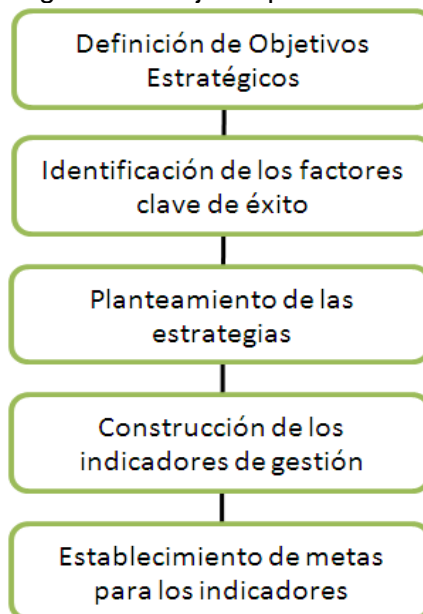 Definición de Objetivos
Estratégicos
Identificación de los factores
clave de éxito
Planteamiento de las
estrategias
Construcción de los
indicadores de gestión
Establecimiento de metas
para los indicadores